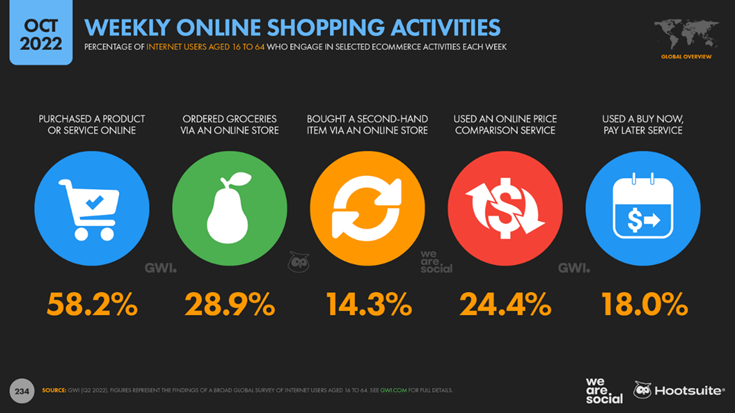 OCT
2022
WEEKLY ONLINE SHOPPING ACTIVITIES
PERCENTAGE OF INTERNET USERS AGED 16 TO 64 WHO ENGAGE IN SELECTED ECOMMERCE ACTIVITIES EACH WEEK
GLOBAL OVERVIEW
PURCHASED A PRODUCT
OR SERVICE ONLINE
ORDERED GROCERIES
VIA AN ONLINE STORE
BOUGHT A SECOND-HAND
ITEM VIA AN ONLINE STORE
USED AN ONLINE PRICE
COMPARISON SERVICE
USED A BUY NOW,
PAY LATER SERVICE
$
$
GWI.
we
are
social
GWI.
58.2%
28.9%
14.3%
24.4%
18.0%
234
SOURCE: GWI (Q2 2022). FIGURES REPRESENT THE FINDINGS OF A BROAD GLOBAL SURVEY OF INTERNET USERS AGED 16 TO 64. SEE GWI.COM FOR FULL DETAILS.
we
are
social
Hootsuite®